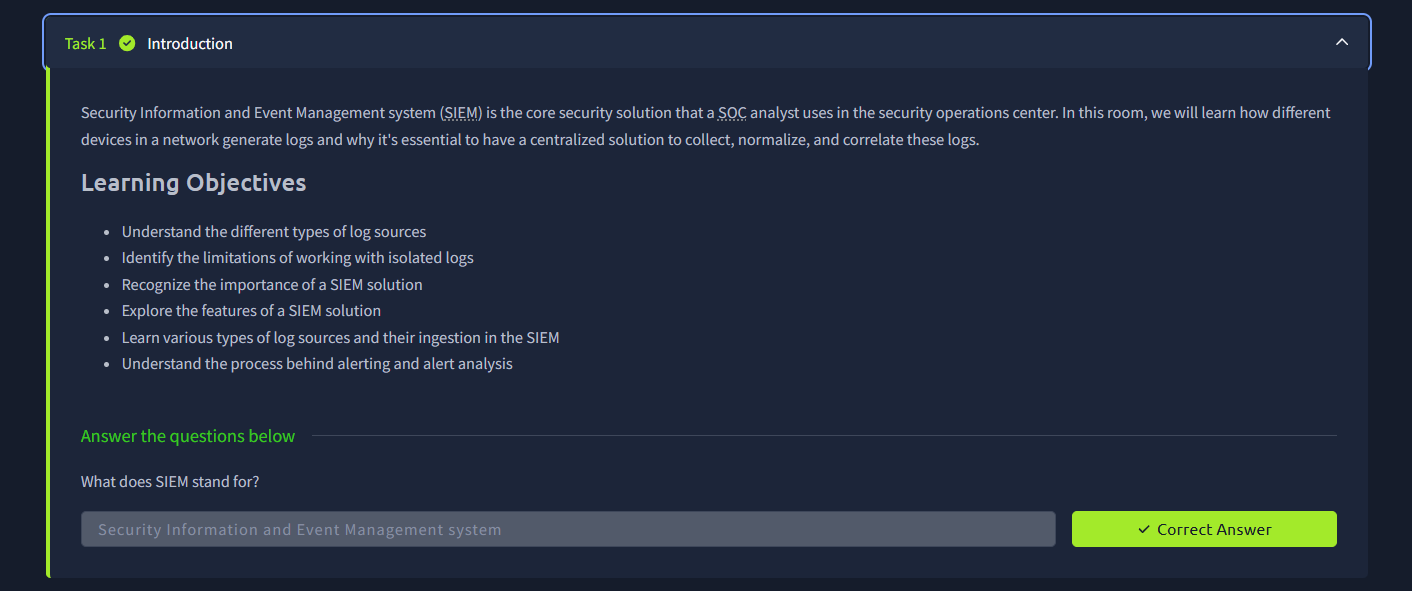 Task 1 Introduction
Security Information and Event Management system (SIEM) is the core security solution that a SOC analyst uses in the security operations center. In this room, we will learn how different
devices in a network generate logs and why it's essential to have a centralized solution to collect, normalize, and correlate these logs.
Learning Objectives
Understand the different types of log sources
Identify the limitations of working with isolated logs
Recognize the importance of a SIEM solution
Explore the features of a SIEM solution
Learn various types of log sources and their ingestion in the SIEM
Understand the process behind alerting and alert analysis
Answer the questions below
What does SIEM stand for?
Security Information and Event Management system
Correct Answer